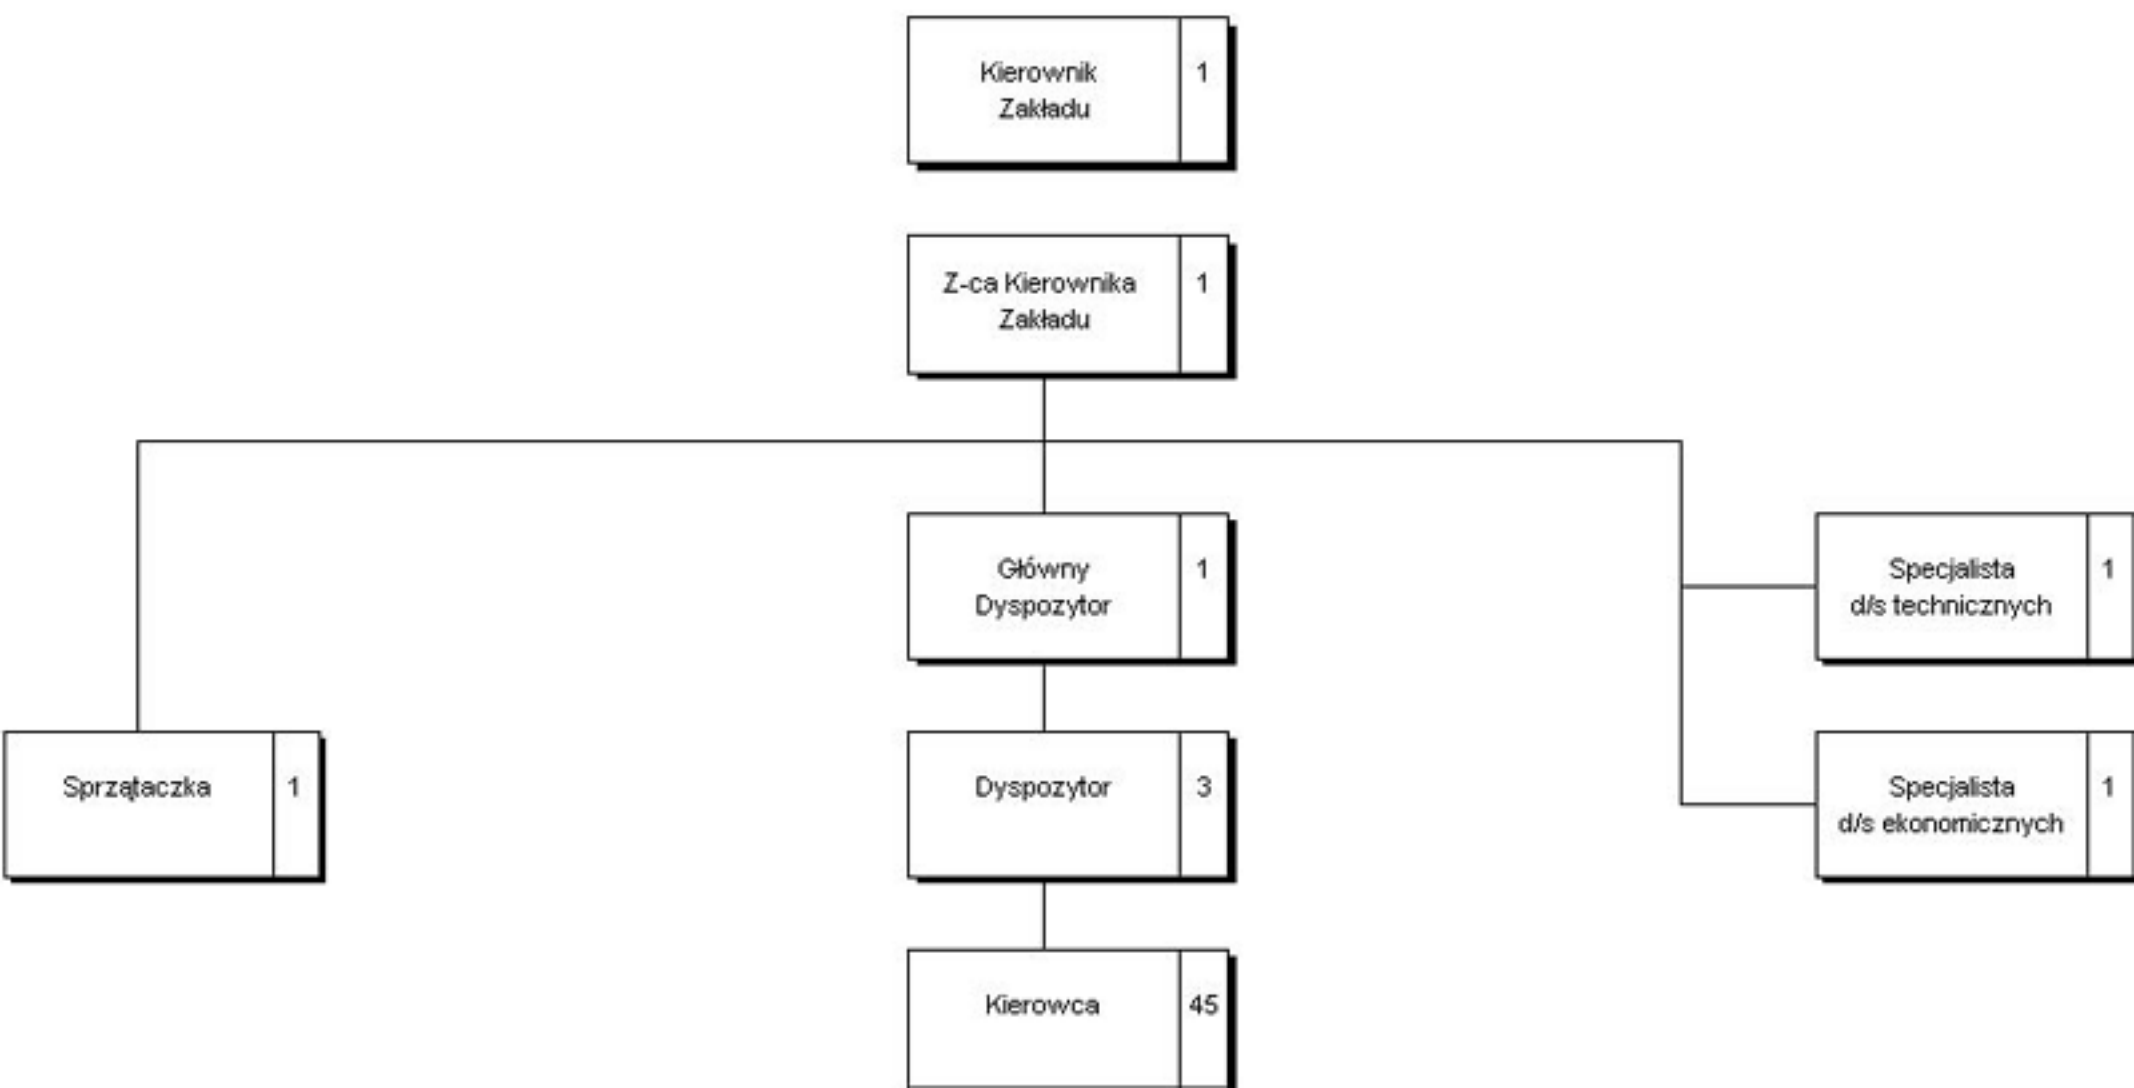 Kierownik 1
Zakładu
Z-ca Kierownika 1
Zakładu
Główny 1
Dyspozytor
Specjalista 1
d/s technicznych
Sprzątaczka 1
Dyspozytor 3
Specjalista 1
d/s ekonomicznych
Kierowca 45